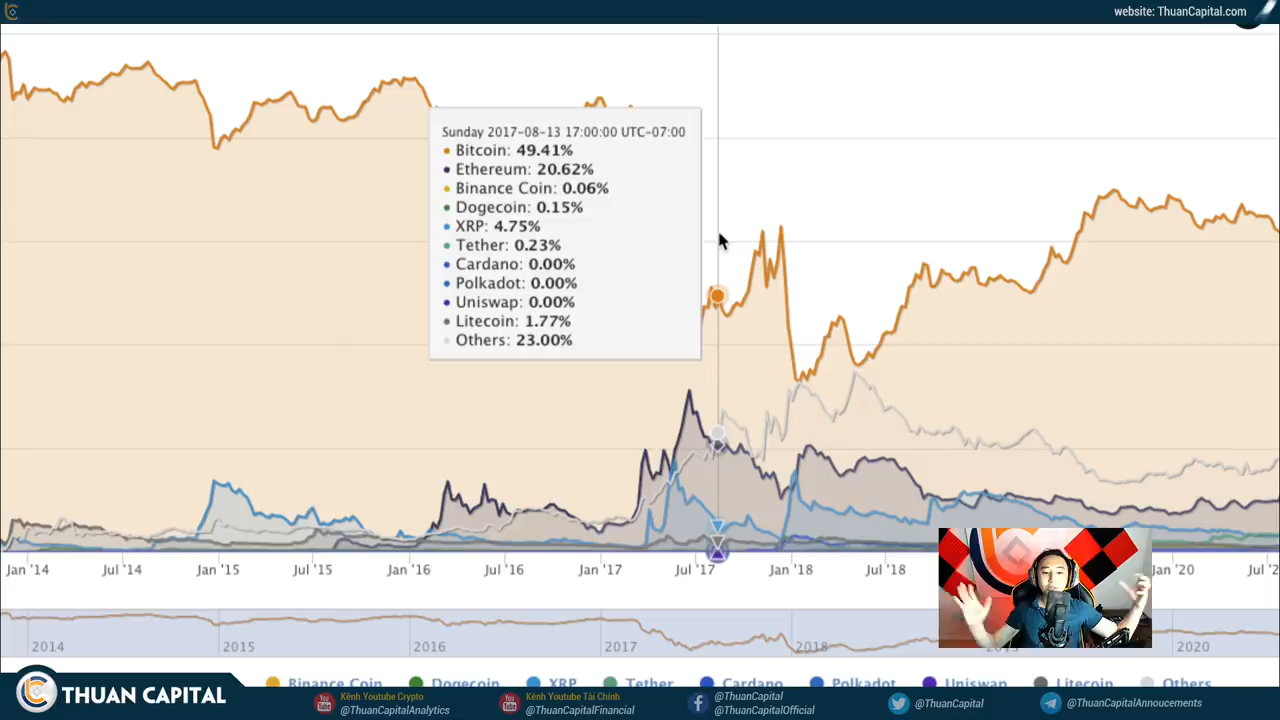 website: ThuanCapital.com
Sunday 2017-08-13 17:00:00 UTC-07:00
Bitcoin: 49.41%
Ethereum: 20.62%
Binance Coin: 0.06%
Dogecoin: 0.15%
XRP: 4.75%
Tether: 0.23%
Cardano: 0.00%
Polkadot: 0.00%
Uniswap: 0.00%
Litecoin: 1.77%
Others: 23.00%
Jan '14 Jul '14 Jan '15 Jul '15 Jan '16 Jul '16 Jan '17 Jul '17 Jan '18 Jul '18 Jan '20
2014 2015 2016 2017 2018 2020
Binance Coin Dogecoin XRP Tether Cardano Polkadot Uniswap Litecoin Others
THUAN CAPITAL
Kênh Youtube Crypto
@ThuanCapitalAnalytics
Kênh Youtube Tài Chính
@ThuanCapitalFinancial
@ThuanCapital
@ThuanCapitalOfficial
@ThuanCapital
@ThuanCapitalAnnoucements